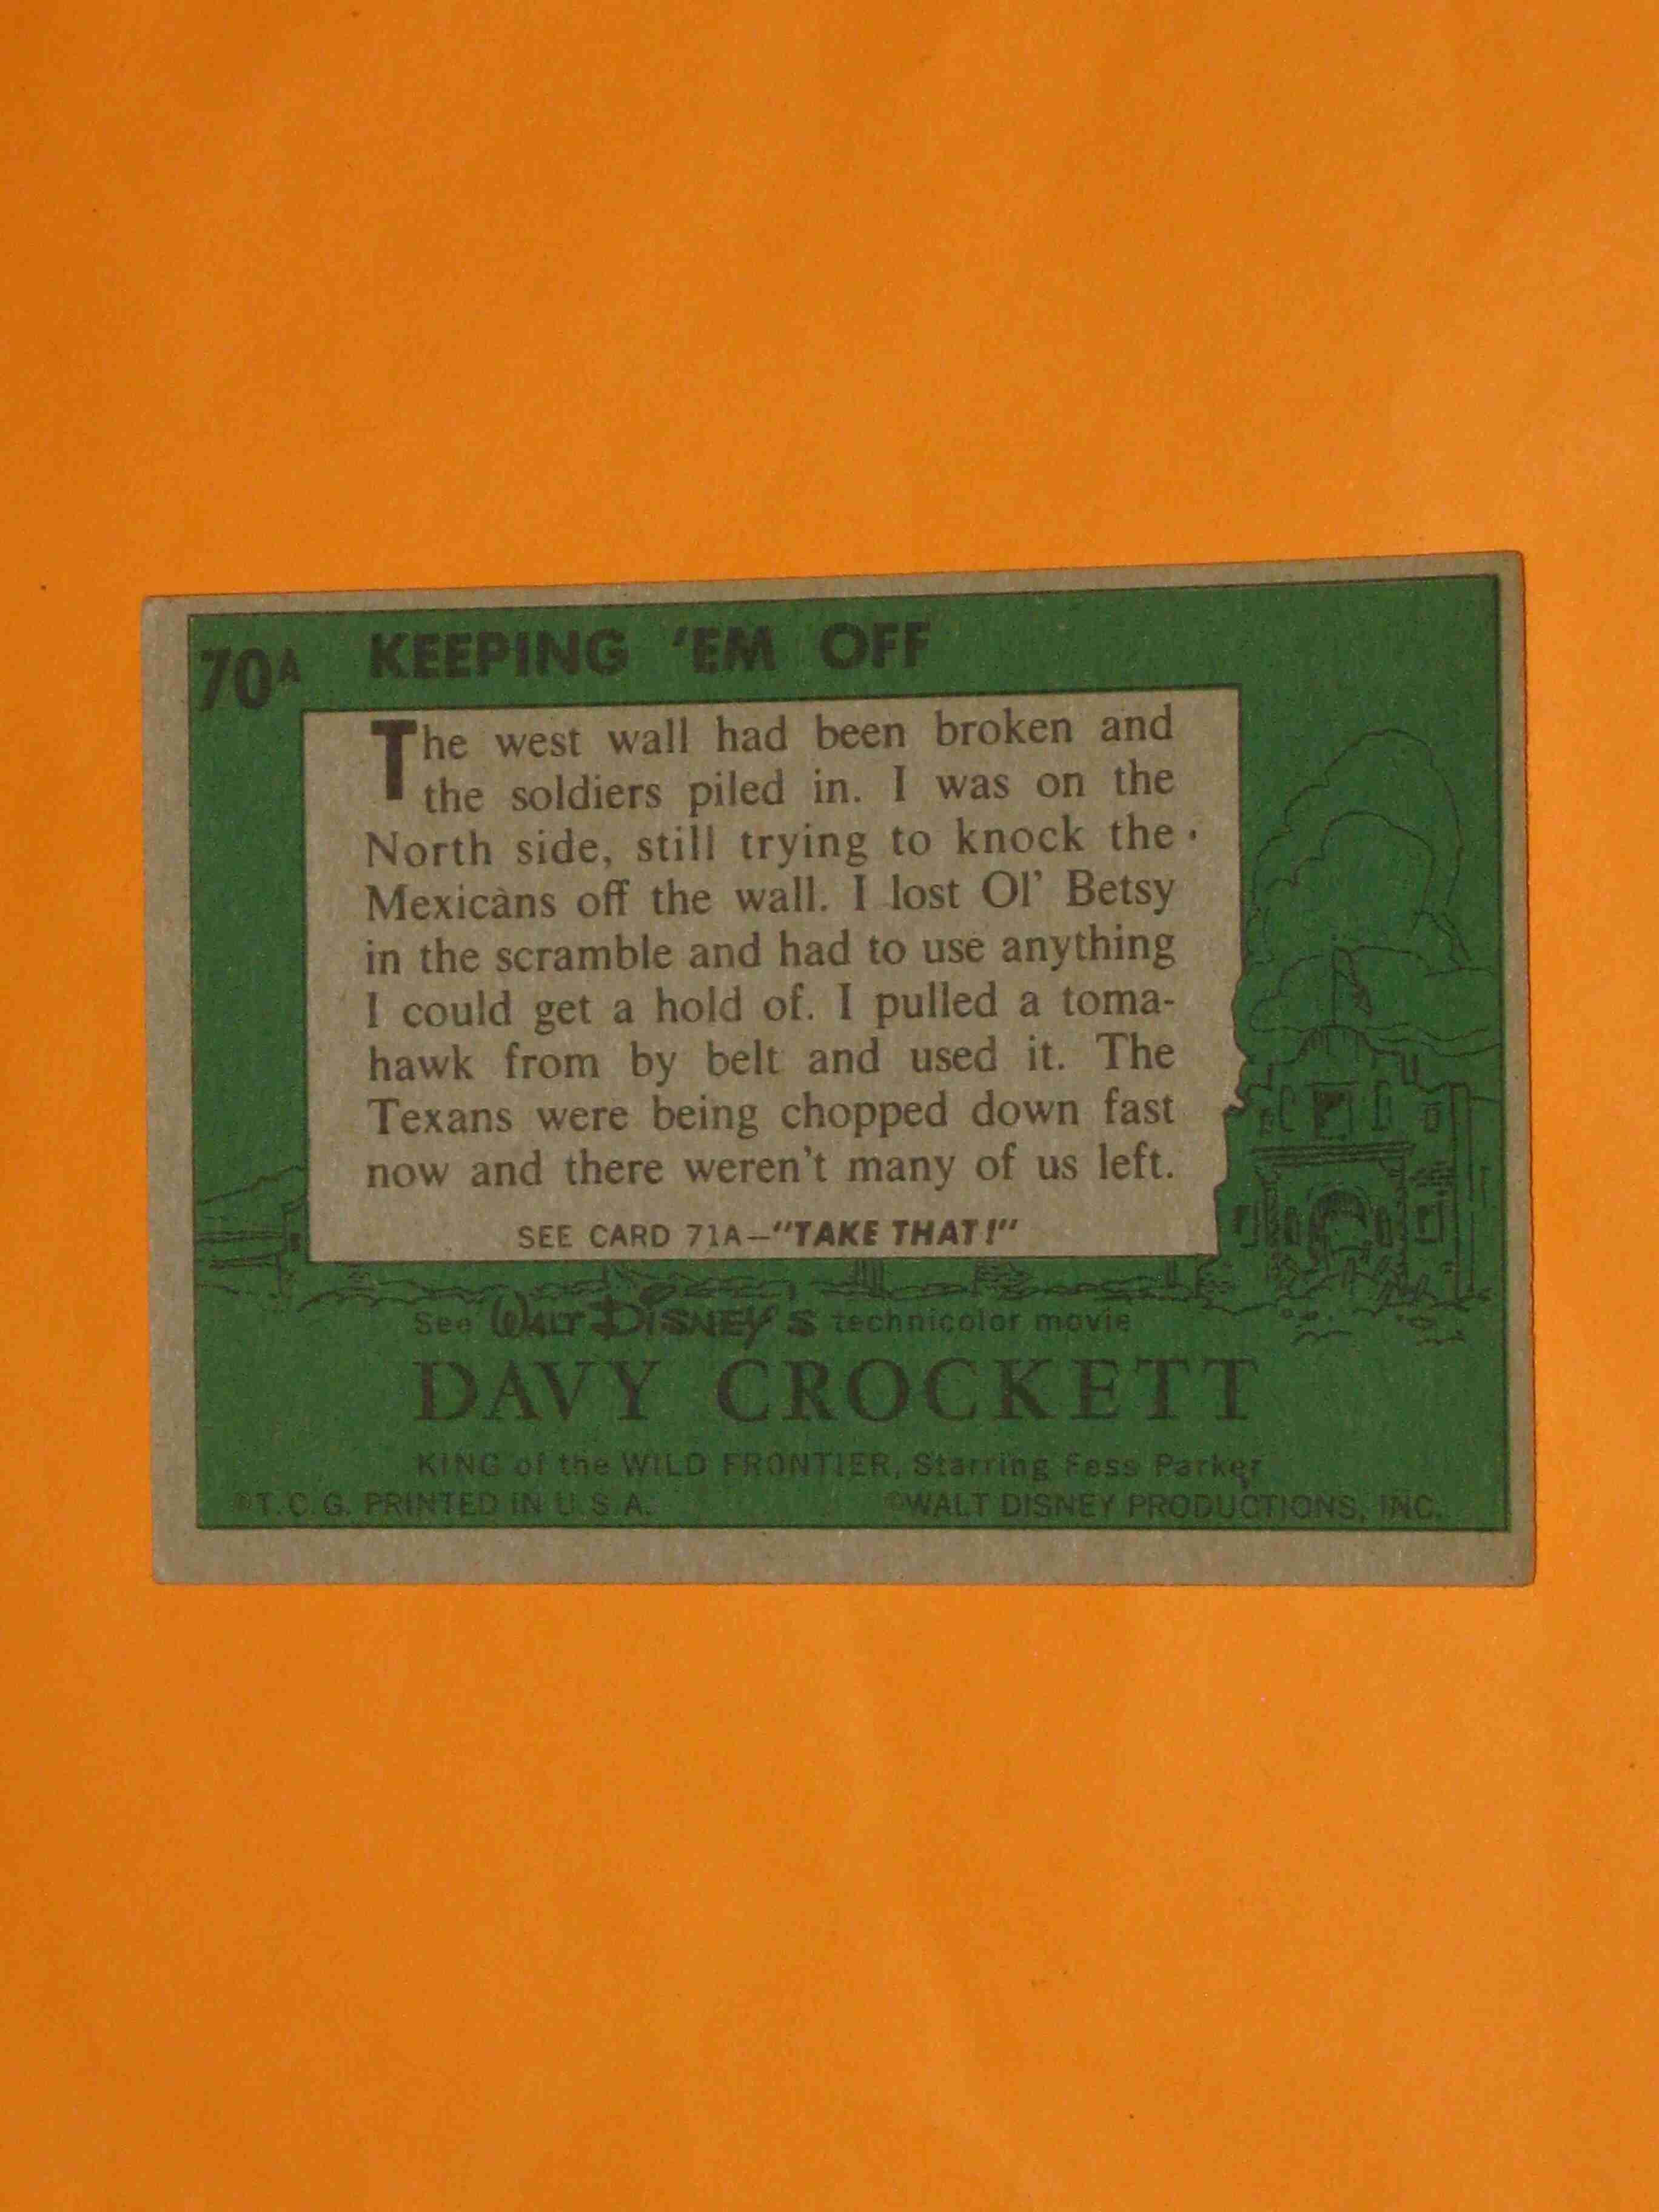 70A KEEPING 'EM OFF
The west wall had been broken and
the soldiers piled in. I was on the
North side, still trying to knock the
Mexicans off the wall. I lost Ol' Betsy
in the scramble and had to use anything
I could get a hold of. I pulled a toma-
hawk from by belt and used it. The
Texans were being chopped down fast
now and there weren't many of us left.
SEE CARD 71A—"TAKE THAT!"
See WALT DISNEY'S technicolor movie
DAVY CROCKETT
KING of the WILD FRONTIER, Starring Fess Parker
©T.C.G. PRINTED IN U.S.A. ©WALT DISNEY PRODUCTIONS, INC.